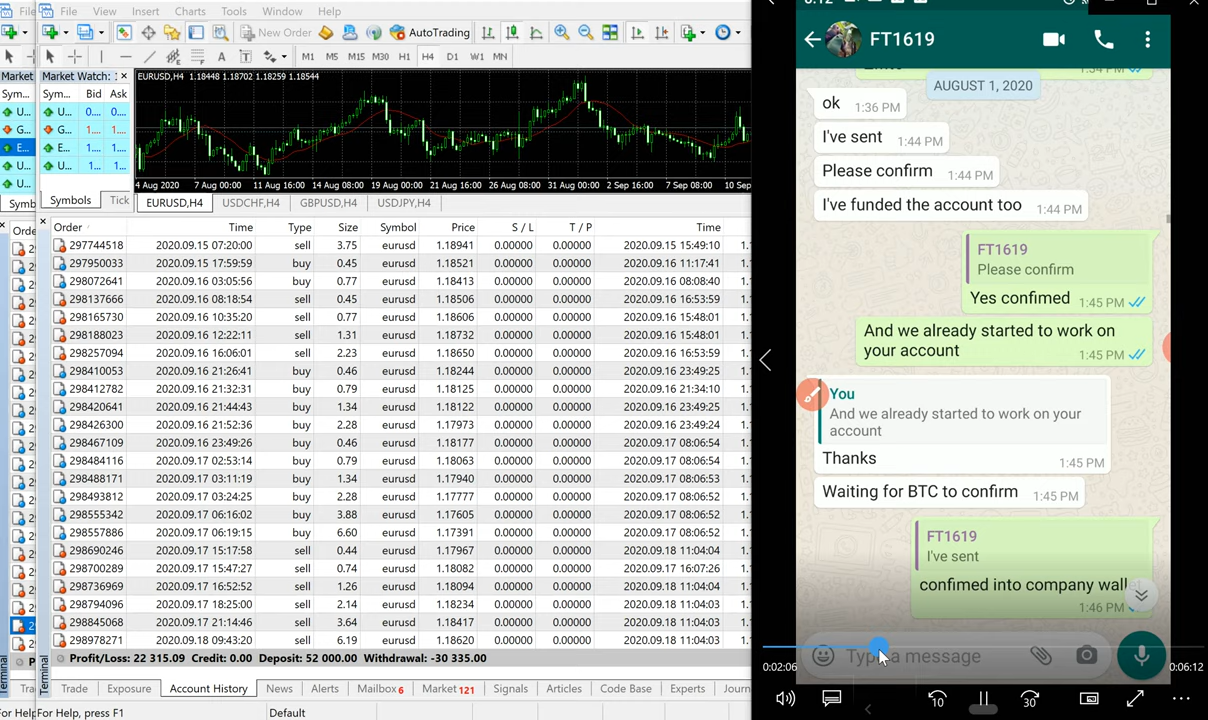 File
File View Insert Charts Tools Window Help
New Order AutoTrading
M1 M5 M15 M30 H1 H4 D1 W1 MN
Market Market Watch: 1 ×
Sym... Sym... Bid Ask
U... U... 0.... 0....
G... G... 1.... 1....
E... E... 1.... 1....
U... U... 1.... 1....
U...
Symbols Tick
EURUSD,H4 1.18448 1.18702 1.18259 1.18544
4 Aug 2020 7 Aug 00:00 11 Aug 16:00 14 Aug 08:00 19 Aug 00:00 21 Aug 16:00 26 Aug 08:00 31 Aug 00:00 2 Sep 16:00 7 Sep 08:00 10 Sep
EURUSD,H4 USDCHF,H4 GBPUSD,H4 USDJPY,H4
Order Time Type Size Symbol Price S / L T / P Time
297744518 2020.09.15 07:20:00 sell 3.75 eurusd 1.18941 0.00000 0.00000 2020.09.15 15:49:10
297950033 2020.09.15 17:59:59 buy 0.45 eurusd 1.18521 0.00000 0.00000 2020.09.16 11:17:41
298072641 2020.09.16 03:05:56 buy 0.77 eurusd 1.18413 0.00000 0.00000 2020.09.16 08:08:40
298137666 2020.09.16 08:18:54 sell 0.45 eurusd 1.18506 0.00000 0.00000 2020.09.16 16:53:59
298165730 2020.09.16 10:35:20 sell 0.77 eurusd 1.18606 0.00000 0.00000 2020.09.16 15:48:01
298188023 2020.09.16 12:22:11 sell 1.31 eurusd 1.18732 0.00000 0.00000 2020.09.16 15:48:01
298257094 2020.09.16 16:06:01 sell 2.23 eurusd 1.18650 0.00000 0.00000 2020.09.16 16:53:59
298410053 2020.09.16 21:26:41 buy 0.46 eurusd 1.18244 0.00000 0.00000 2020.09.16 23:49:25
298412782 2020.09.16 21:32:31 buy 0.79 eurusd 1.18125 0.00000 0.00000 2020.09.16 21:34:10
298420641 2020.09.16 21:44:43 buy 1.34 eurusd 1.18122 0.00000 0.00000 2020.09.16 23:49:25
298426300 2020.09.16 21:52:36 buy 2.28 eurusd 1.17973 0.00000 0.00000 2020.09.16 23:49:24
298467109 2020.09.16 23:49:26 buy 0.46 eurusd 1.18177 0.00000 0.00000 2020.09.17 08:06:54
298484116 2020.09.17 02:53:14 buy 0.79 eurusd 1.18063 0.00000 0.00000 2020.09.17 08:06:54
298488171 2020.09.17 03:11:19 buy 1.34 eurusd 1.17940 0.00000 0.00000 2020.09.17 08:06:53
298493812 2020.09.17 03:24:25 buy 2.28 eurusd 1.17777 0.00000 0.00000 2020.09.17 08:06:52
298555342 2020.09.17 06:16:02 buy 3.88 eurusd 1.17605 0.00000 0.00000 2020.09.17 08:06:52
298557886 2020.09.17 06:19:15 buy 6.60 eurusd 1.17391 0.00000 0.00000 2020.09.17 08:06:52
298690246 2020.09.17 15:17:58 sell 0.44 eurusd 1.17967 0.00000 0.00000 2020.09.18 11:04:04
298700289 2020.09.17 15:47:27 sell 0.74 eurusd 1.18082 0.00000 0.00000 2020.09.17 16:07:26
298736969 2020.09.17 16:52:52 sell 1.26 eurusd 1.18094 0.00000 0.00000 2020.09.18 11:04:04
298794096 2020.09.17 18:25:00 sell 2.14 eurusd 1.18234 0.00000 0.00000 2020.09.18 11:04:03
298845068 2020.09.17 21:14:46 sell 3.64 eurusd 1.18417 0.00000 0.00000 2020.09.18 11:04:03
298978271 2020.09.18 09:43:20 sell 6.19 eurusd 1.18620 0.00000 0.00000 2020.09.18 11:04:03
Profit/Loss: 22 315.09 Credit: 0.00 Deposit: 52 000.00 Withdrawal: -30 335.00
Terminal
Trade Exposure Account History News Alerts Mailbox 6 Market 121 Signals Articles Code Base Experts Journ
For Help, press F1 Default
FT1619
AUGUST 1, 2020
1:34 PM
ok 1:36 PM
I've sent 1:44 PM
Please confirm 1:44 PM
I've funded the account too 1:44 PM
FT1619
Please confirm
Yes confimed 1:45 PM
And we already started to work on
your account 1:45 PM
You
And we already started to work on your
account
Thanks 1:45 PM
Waiting for BTC to confirm 1:45 PM
FT1619
I've sent
confimed into company wall
1:46 PM
Type a message
0:02:06 0:06:12
10 30